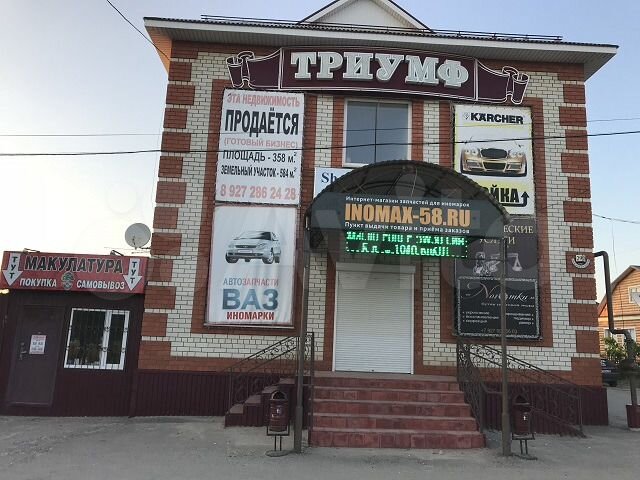 ТРИУМФ
ЭТА НЕДВИЖИМОСТЬ
ПРОДАЁТСЯ
(ГОТОВЫЙ БИЗНЕС)
ПЛОЩАДЬ - 358 м²
ЗЕМЕЛЬНЫЙ УЧАСТОК - 584 м²
8 927 286 24 28
KÄRCHER
МОЙКА
Sh
Интернет-магазин запчастей для иномарок
INOMAX-58.RU
Пункт выдачи товара и приёма заказов
АВТОЗАПЧАСТИ
ВАЗ
ИНОМАРКИ
МАКУЛАТУРА
ПОКУПКА
САМОВЫВОЗ
ТУТ
ТУТ